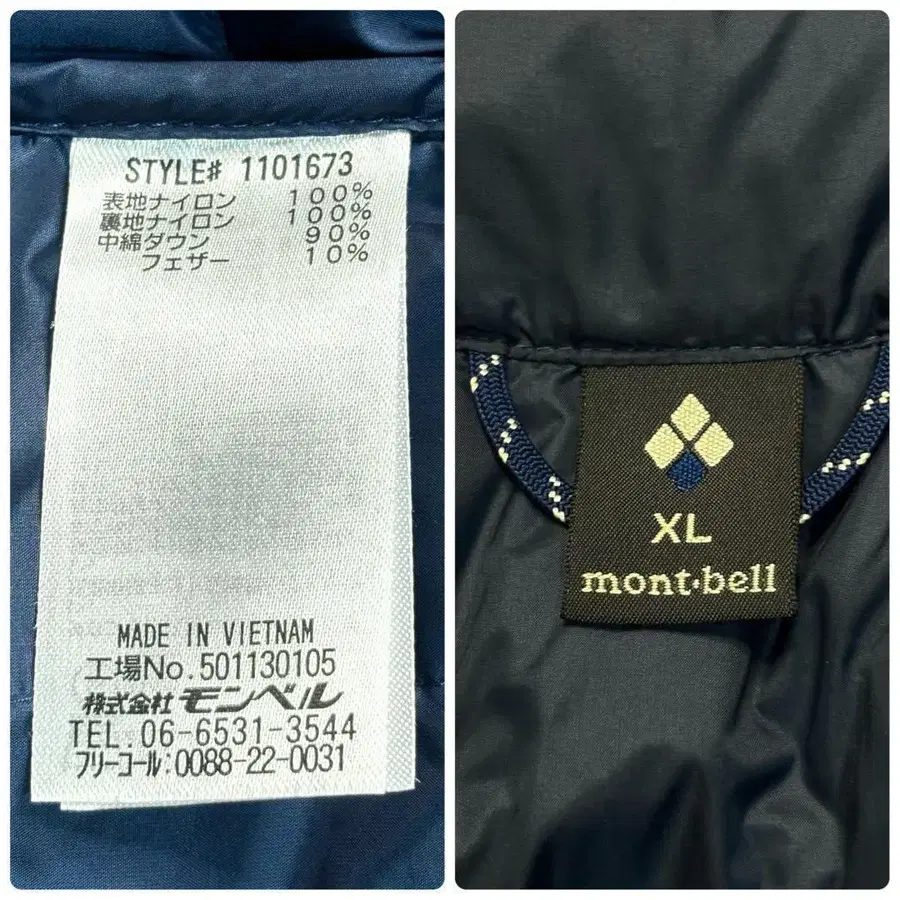 STYLE# 1101673
表地ナイロン 100%
裏地ナイロン 100%
中綿ダウン 90%
フェザー 10%
MADE IN VIETNAM
工場No.501130105
株式会社 モンベル
TEL.06-6531-3544
フリーコール:0088-22-0031
XL
mont·bell